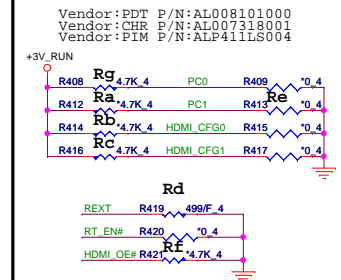 Vendor:PDT P/N:AL008101000
Vendor:CHR P/N:AL007318001
Vendor:PIM P/N:ALP411LS004
+3V_RUN
Rg
R408 4.7K_4 PC0 R409 *0_4
Ra Re
R412 *4.7K_4 PC1 R413 *0_4
Rb
R414 *4.7K_4 HDMI_CFG0 R415 *0_4
Rc
R416 4.7K_4 HDMI_CFG1 R417 *0_4
Rd
REXT R419 499/F_4
RT_EN# R420 *0_4
Rf
HDMI_OE# R421 *4.7K_4